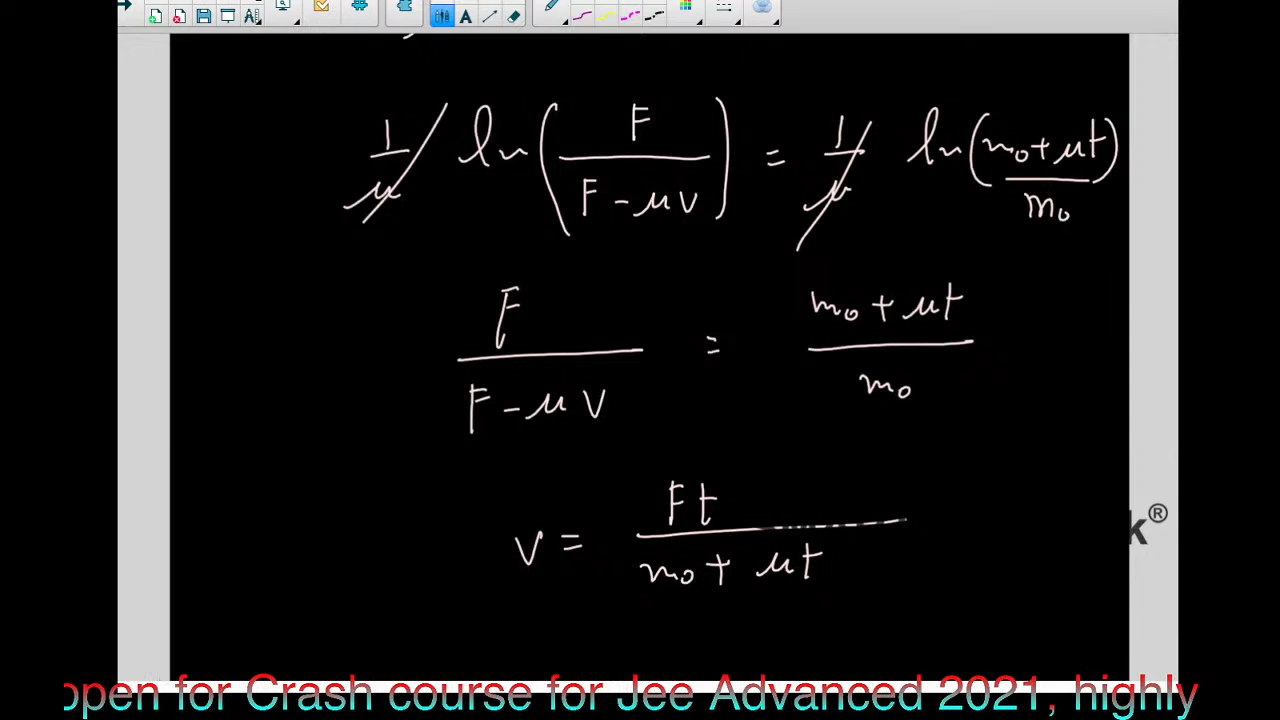 1/μ ln(F/(F - μv)) = 1/μ ln((m₀ + μt)/m₀)
F/(F - μv) = (m₀ + μt)/m₀
v = Ft/(m₀ + μt)
k®
open for Crash course for Jee Advanced 2021, highly